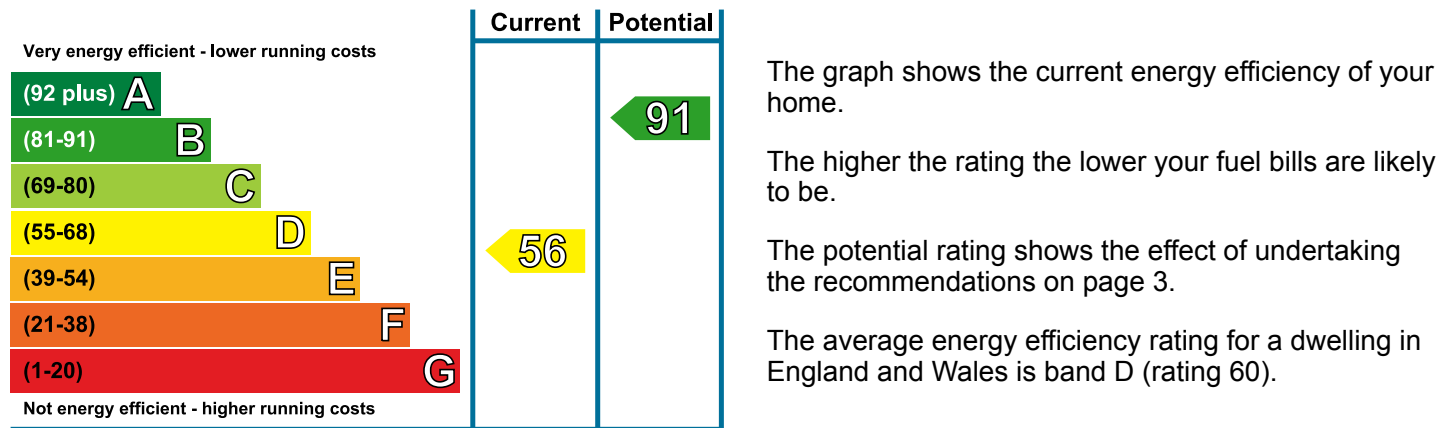 Current Potential
Very energy efficient - lower running costs
(92 plus) A
(81-91) B
(69-80) C
(55-68) D
(39-54) E
(21-38) F
(1-20) G
Not energy efficient - higher running costs
91
56
The graph shows the current energy efficiency of your
home.
The higher the rating the lower your fuel bills are likely
to be.
The potential rating shows the effect of undertaking
the recommendations on page 3.
The average energy efficiency rating for a dwelling in
England and Wales is band D (rating 60).